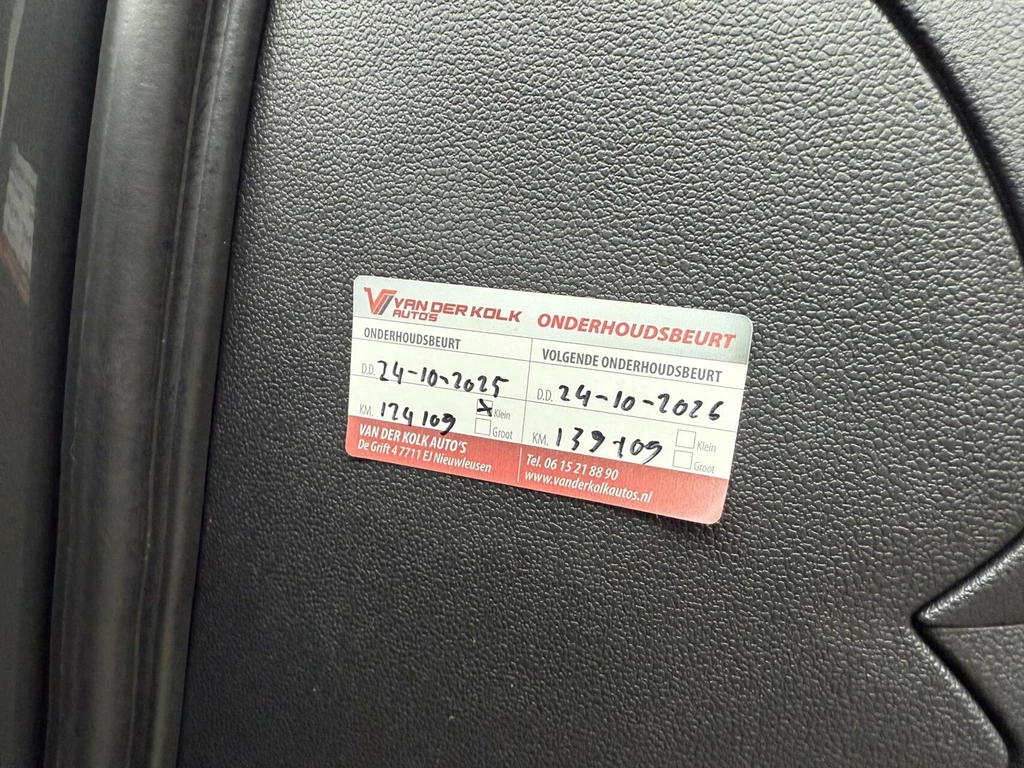 VAN DER KOLK AUTOS ONDERHOUDSBEURT
ONDERHOUDSBEURT
D.D. 24-10-2025
KM. 124109 Klein
Groot
VOLGENDE ONDERHOUDSBEURT
D.D. 24-10-2026
KM. 139109 Klein
Groot
VAN DER KOLK AUTO'S
De Grift 4 7711 EJ Nieuwleusen
Tel. 06 15 21 88 90
www.vanderkolkautos.nl